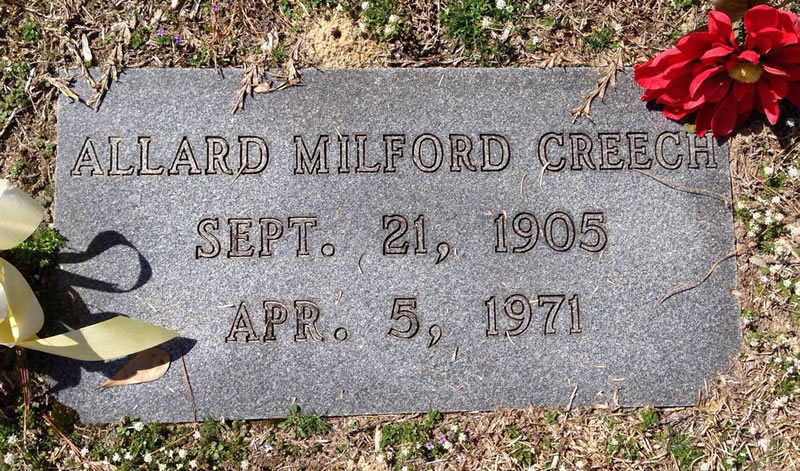 ALLARD MILFORD CREECH
SEPT. 21, 1905
APR. 5, 1971